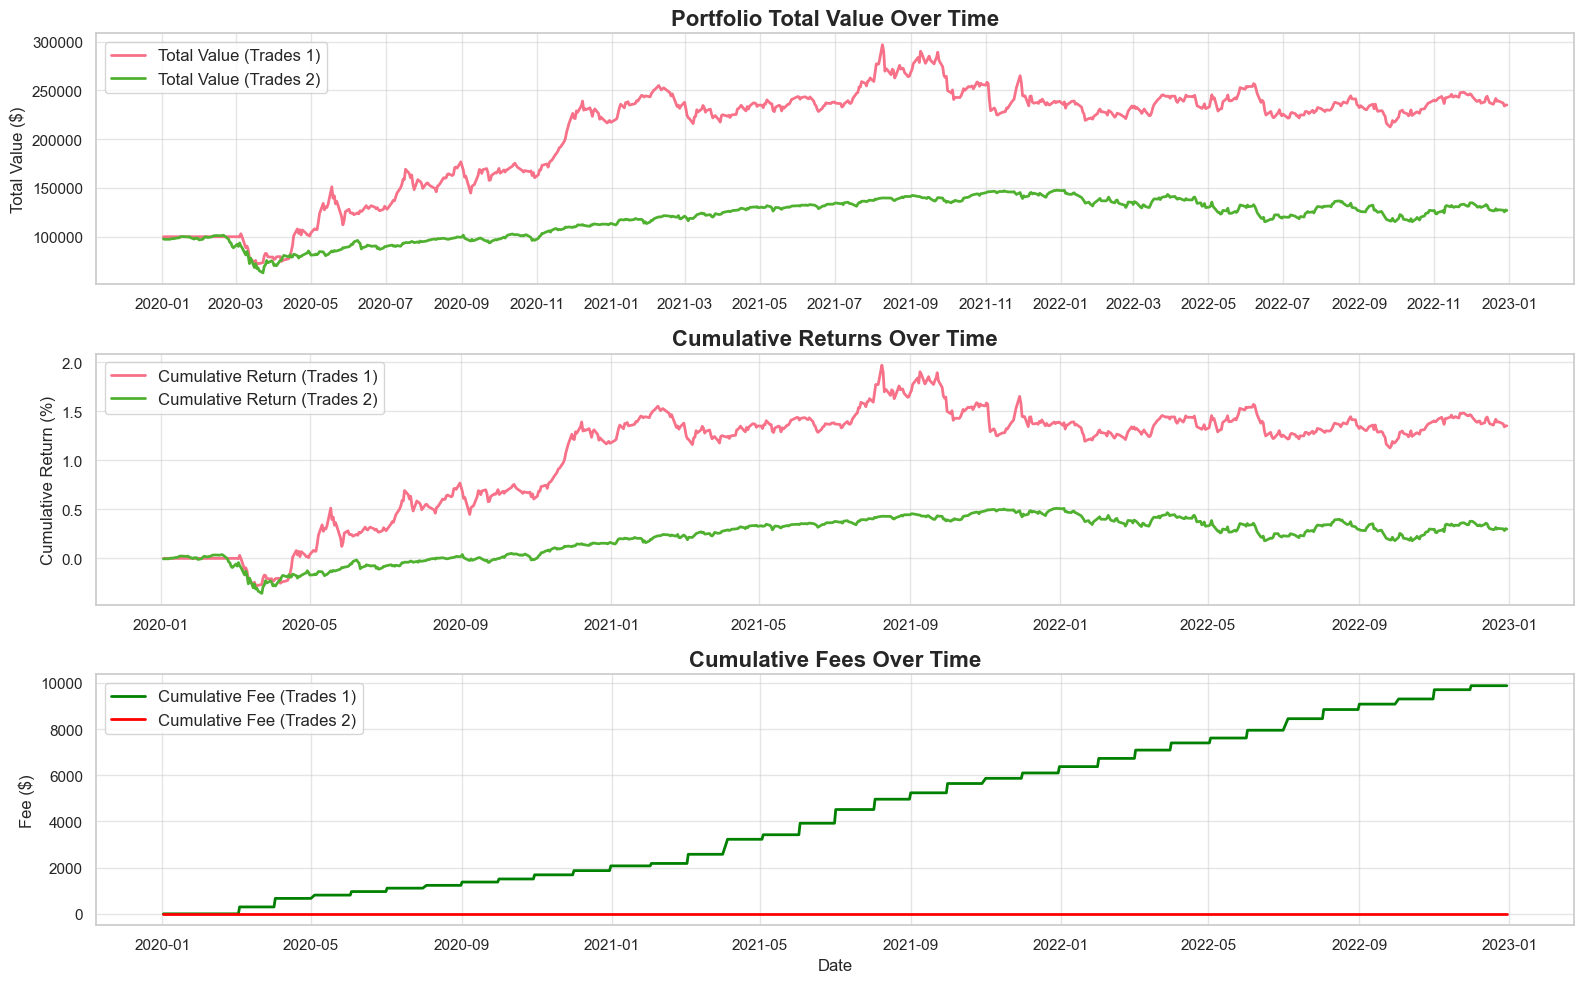 Portfolio Total Value Over Time
Total Value (Trades 1)
Total Value (Trades 2)
Total Value ($)
300000
250000
200000
150000
100000
2020-01 2020-03 2020-05 2020-07 2020-09 2020-11 2021-01 2021-03 2021-05 2021-07 2021-09 2021-11 2022-01 2022-03 2022-05 2022-07 2022-09 2022-11 2023-01
Cumulative Returns Over Time
Cumulative Return (Trades 1)
Cumulative Return (Trades 2)
Cumulative Return (%)
2.0
1.5
1.0
0.5
0.0
2020-01 2020-05 2020-09 2021-01 2021-05 2021-09 2022-01 2022-05 2022-09 2023-01
Cumulative Fees Over Time
Cumulative Fee (Trades 1)
Cumulative Fee (Trades 2)
Fee ($)
10000
8000
6000
4000
2000
0
2020-01 2020-05 2020-09 2021-01 2021-05 2021-09 2022-01 2022-05 2022-09 2023-01
Date